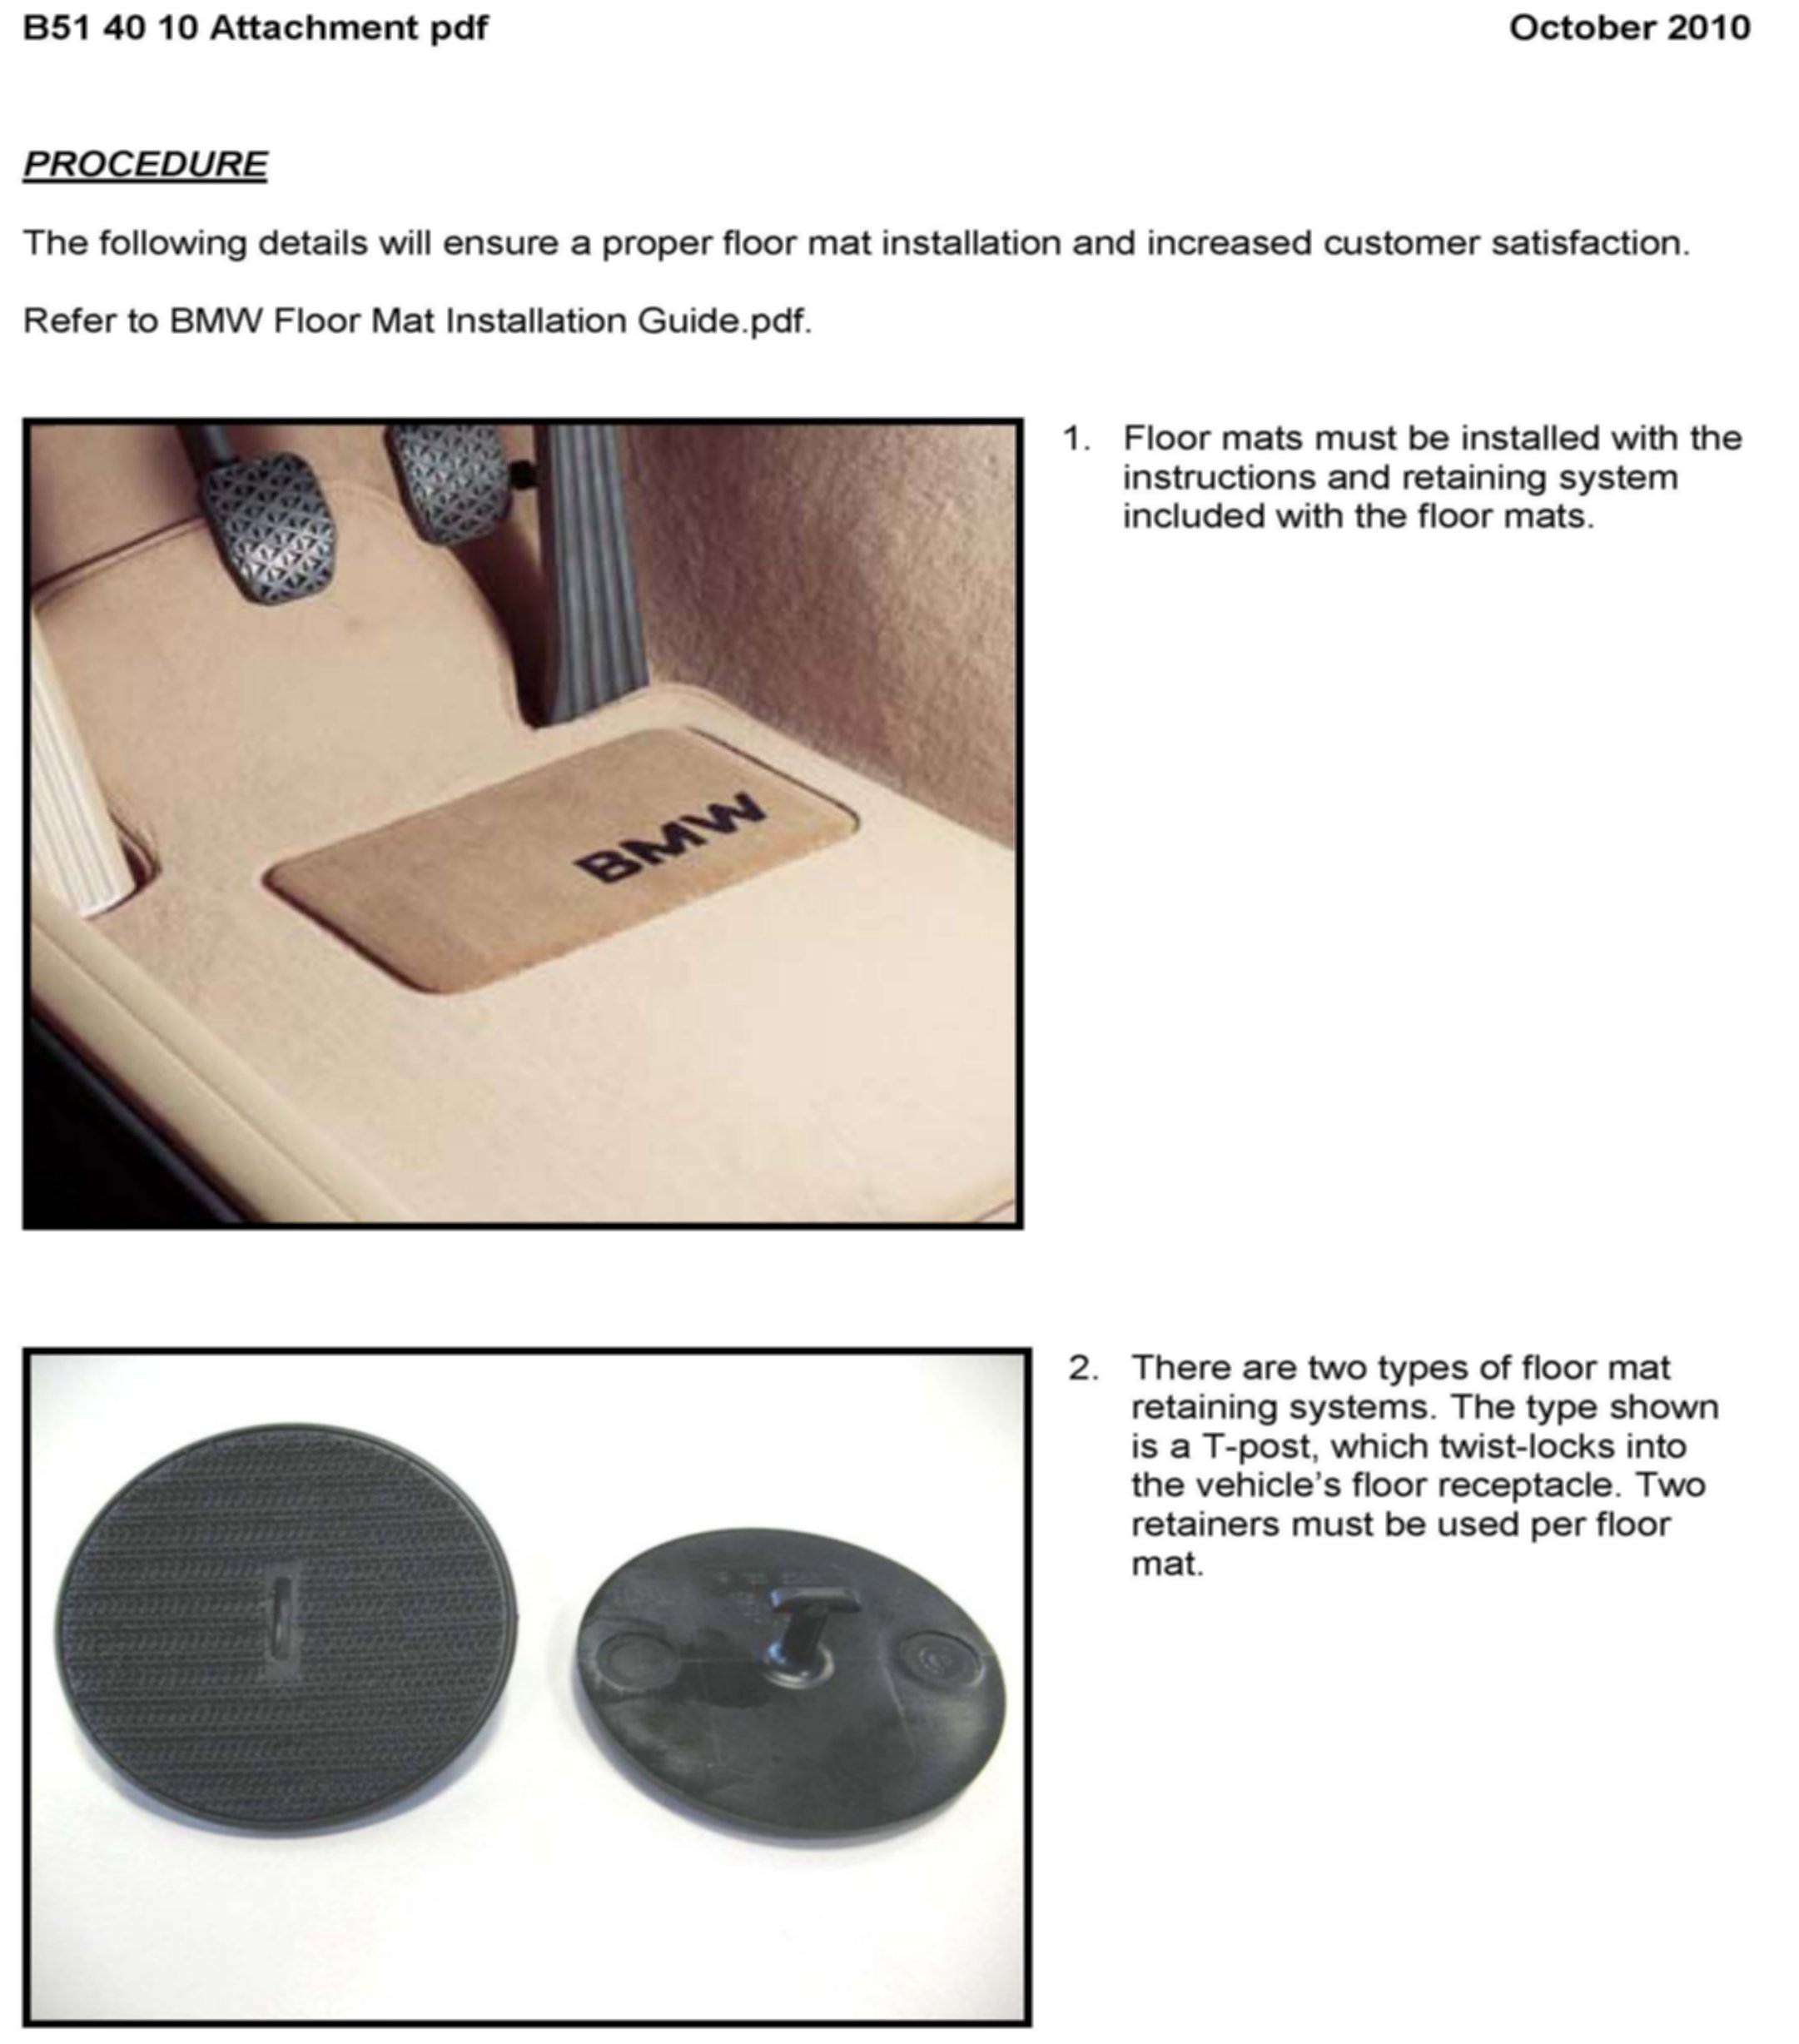 B51 40 10 Attachment pdf October 2010
PROCEDURE
The following details will ensure a proper floor mat installation and increased customer satisfaction.
Refer to BMW Floor Mat Installation Guide.pdf.
1. Floor mats must be installed with the
instructions and retaining system
included with the floor mats.
BMW
2. There are two types of floor mat
retaining systems. The type shown
is a T-post, which twist-locks into
the vehicle's floor receptacle. Two
retainers must be used per floor
mat.